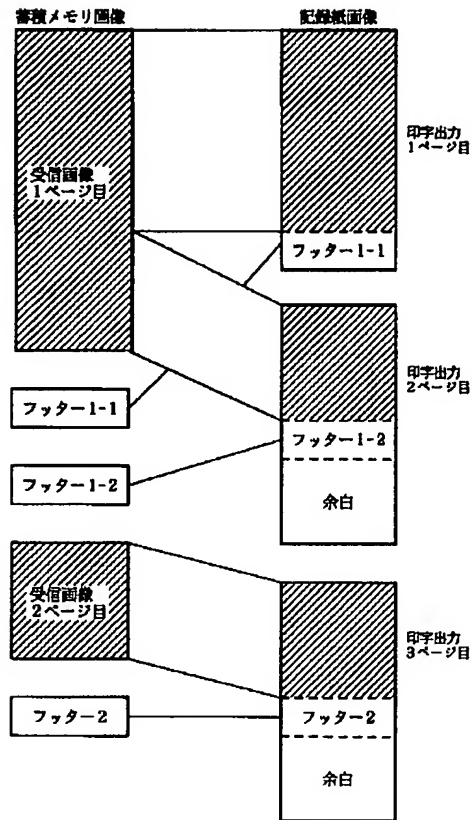 蓄積メモリ画像
記録紙画像
受信画像
1ページ目
印字出力
1ページ目
フッター1-1
印字出力
2ページ目
フッター1-1
フッター1-2
フッター1-2
余白
受信画像
2ページ目
印字出力
3ページ目
フッター2
フッター2
余白